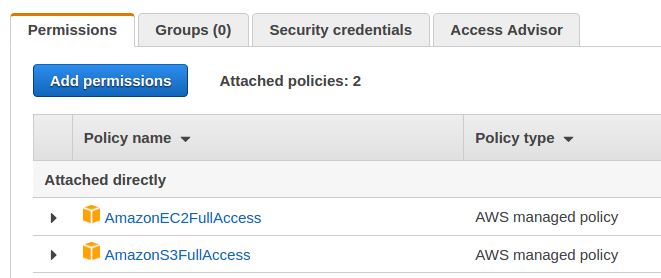 Permissions Groups (0) Security credentials Access Advisor
Add permissions Attached policies: 2
Policy name Policy type
Attached directly
AmazonEC2FullAccess AWS managed policy
AmazonS3FullAccess AWS managed policy